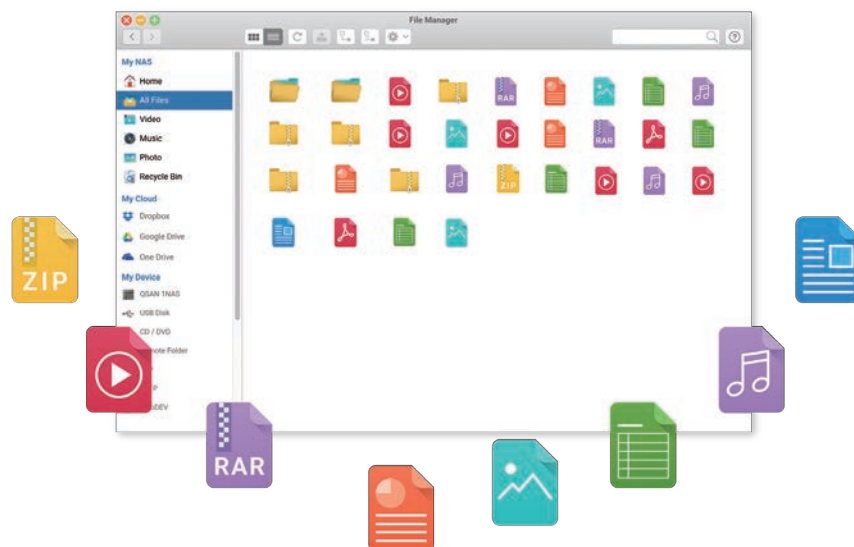 File Manager
My NAS
Home
All Files
RAR
Video
Music
RAR
Photo
Recycle Bin
ZIP
My Cloud
Dropbox
Google Drive
One Drive
ZIP
My Device
QSAN 1NAS
USB Disk
CD / DVD
Folder
RAR